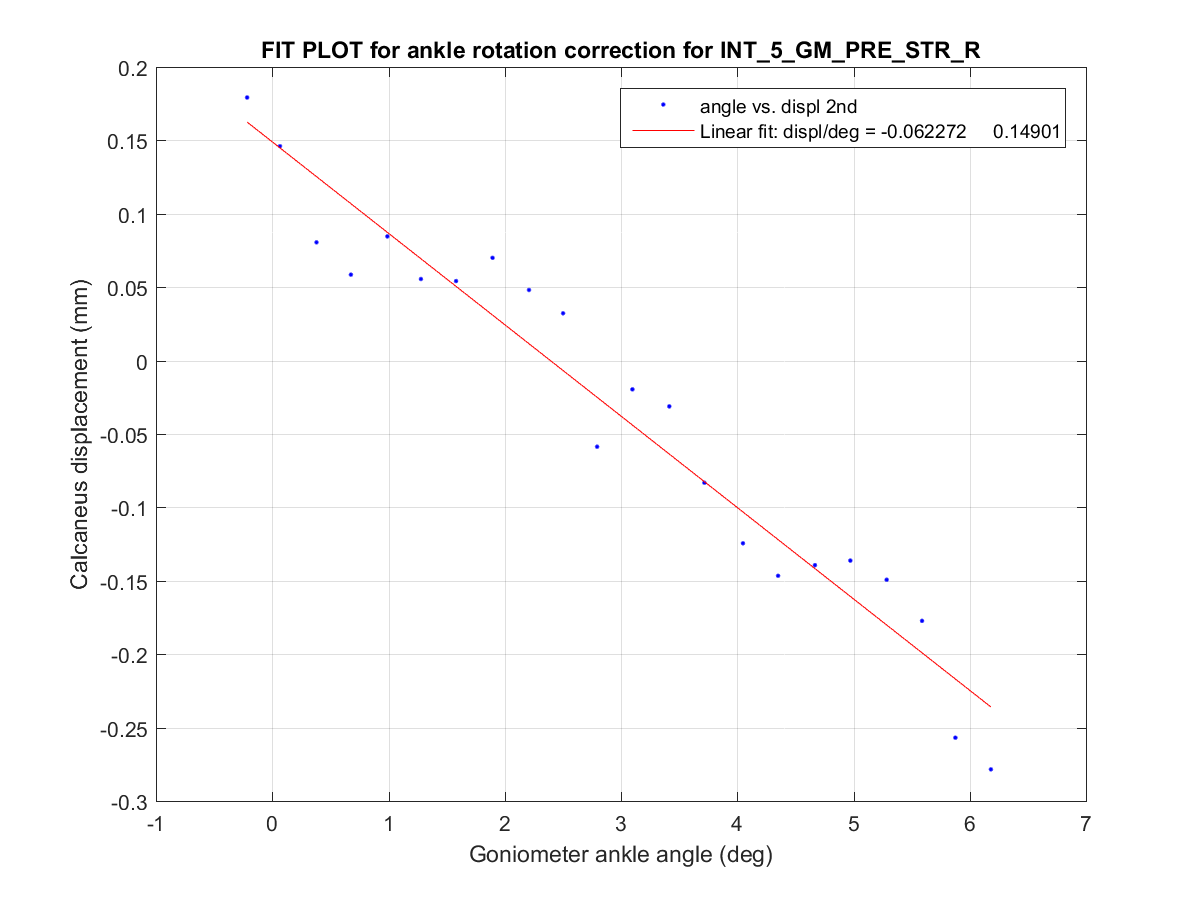 FIT PLOT for ankle rotation correction for INT_5_GM_PRE_STR_R
angle vs. displ 2nd
Linear fit: displ/deg = -0.062272 0.14901
Calcaneus displacement (mm)
0.2
0.15
0.1
0.05
0
-0.05
-0.1
-0.15
-0.2
-0.25
-0.3
-1 0 1 2 3 4 5 6 7
Goniometer ankle angle (deg)